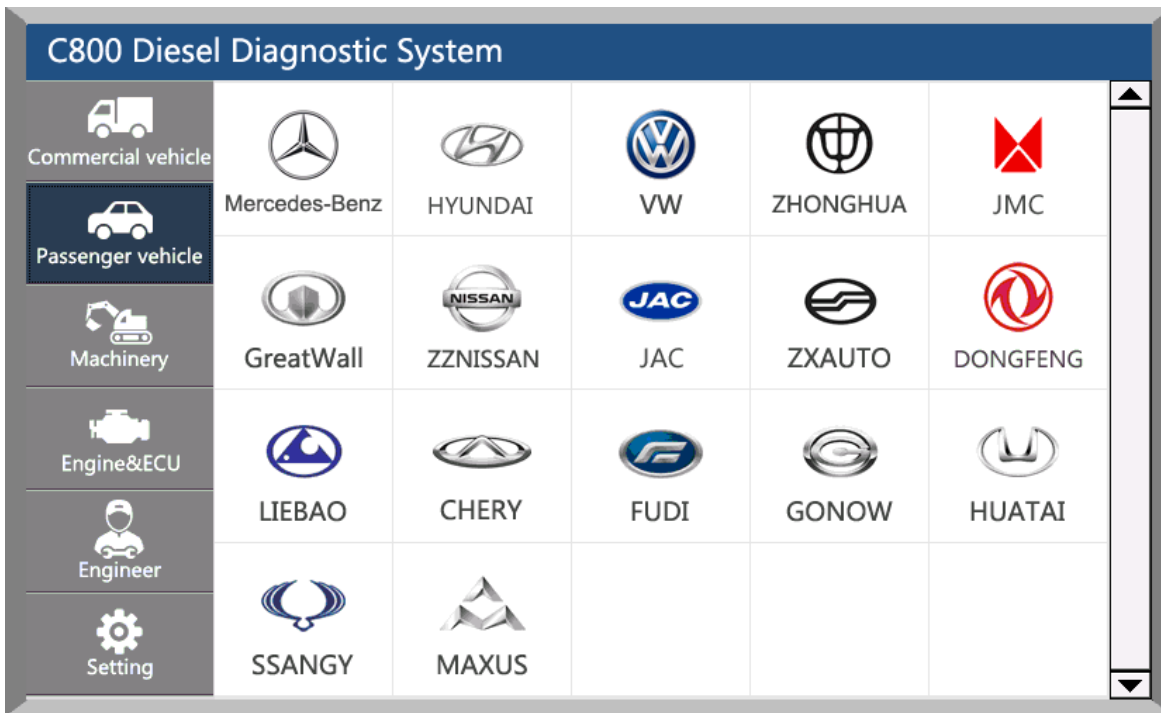 C800 Diesel Diagnostic System
Commercial vehicle
Passenger vehicle
Machinery
Engine&ECU
Engineer
Setting
Mercedes-Benz
HYUNDAI
VW
ZHONGHUA
JMC
GreatWall
NISSAN
ZZNISSAN
JAC
JAC
ZXAUTO
DONGFENG
LIEBAO
CHERY
FUDI
GONOW
HUATAI
SSANGY
MAXUS